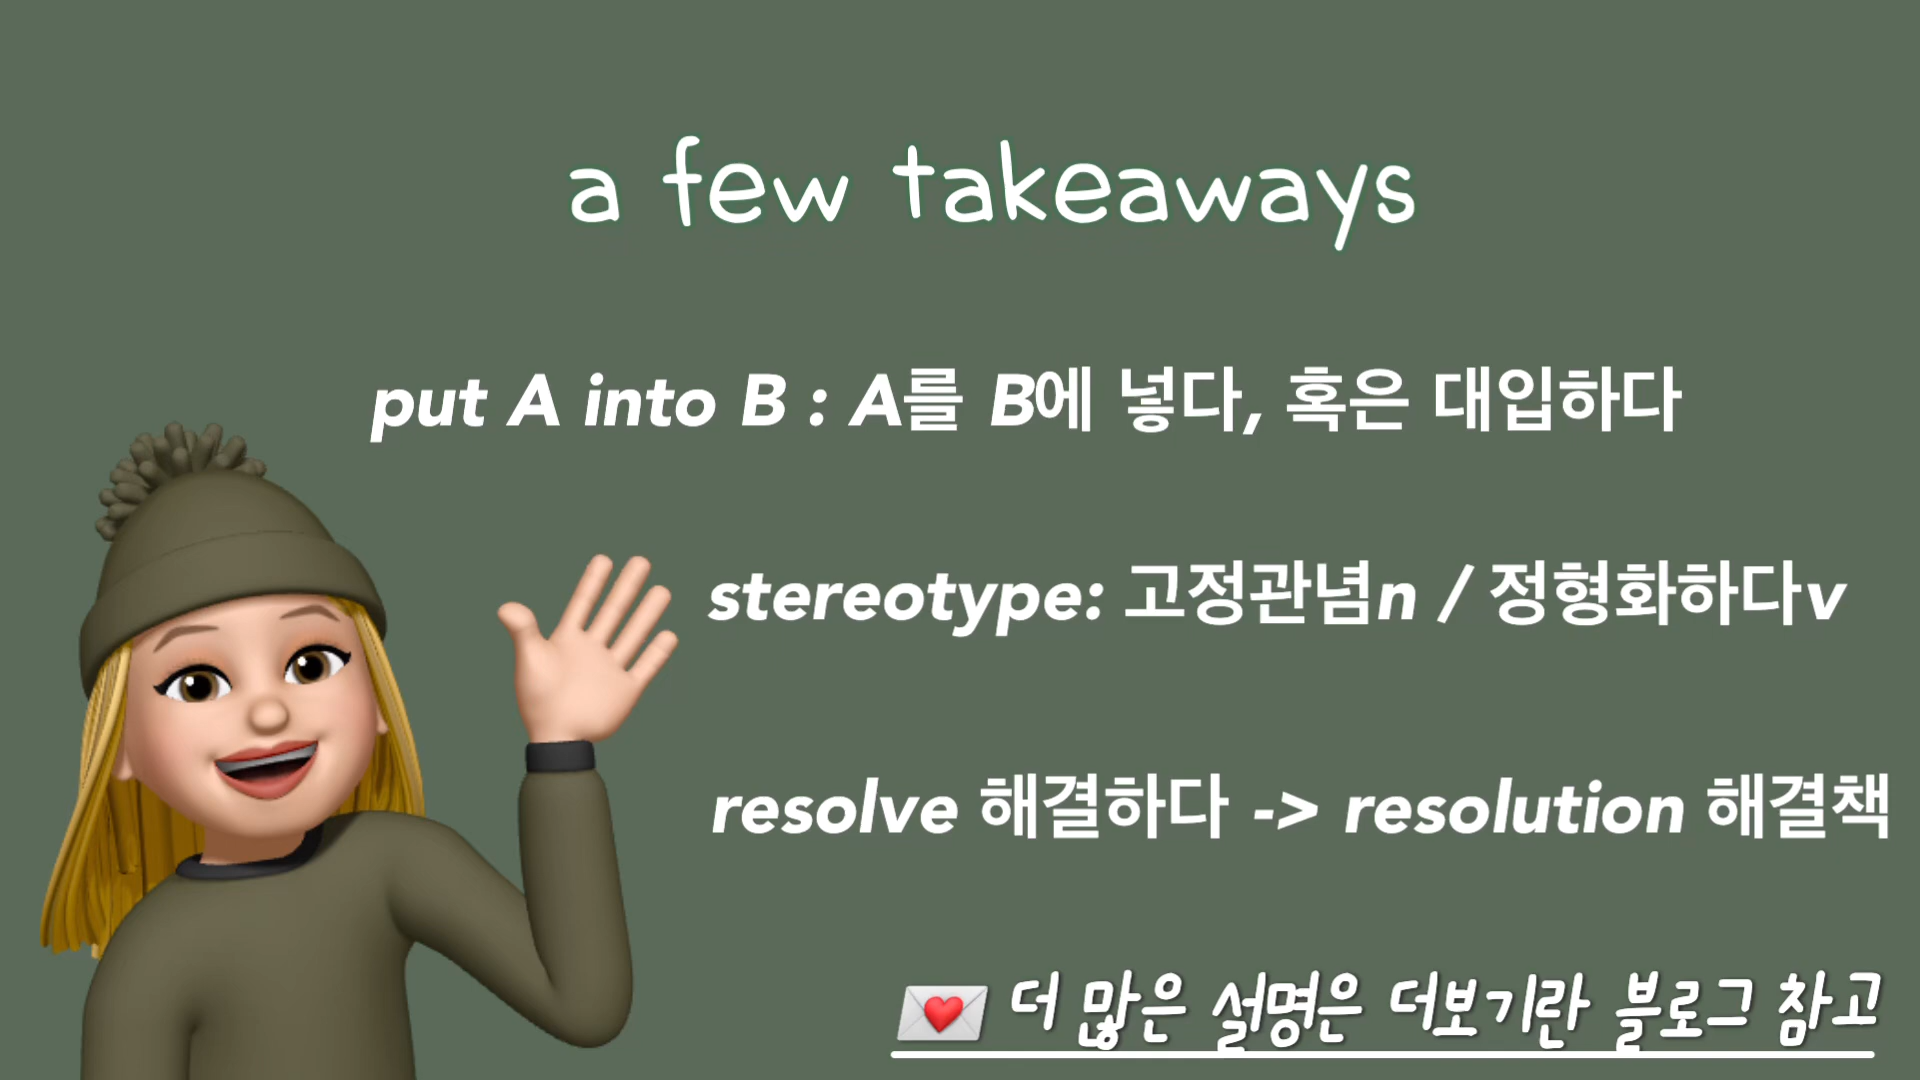 a few takeaways
put A into B : A를 B에 넣다, 혹은 대입하다
stereotype: 고정관념n / 정형화하다v
resolve 해결하다 -> resolution 해결책
더 많은 설명은 더보기란 블로그 참고